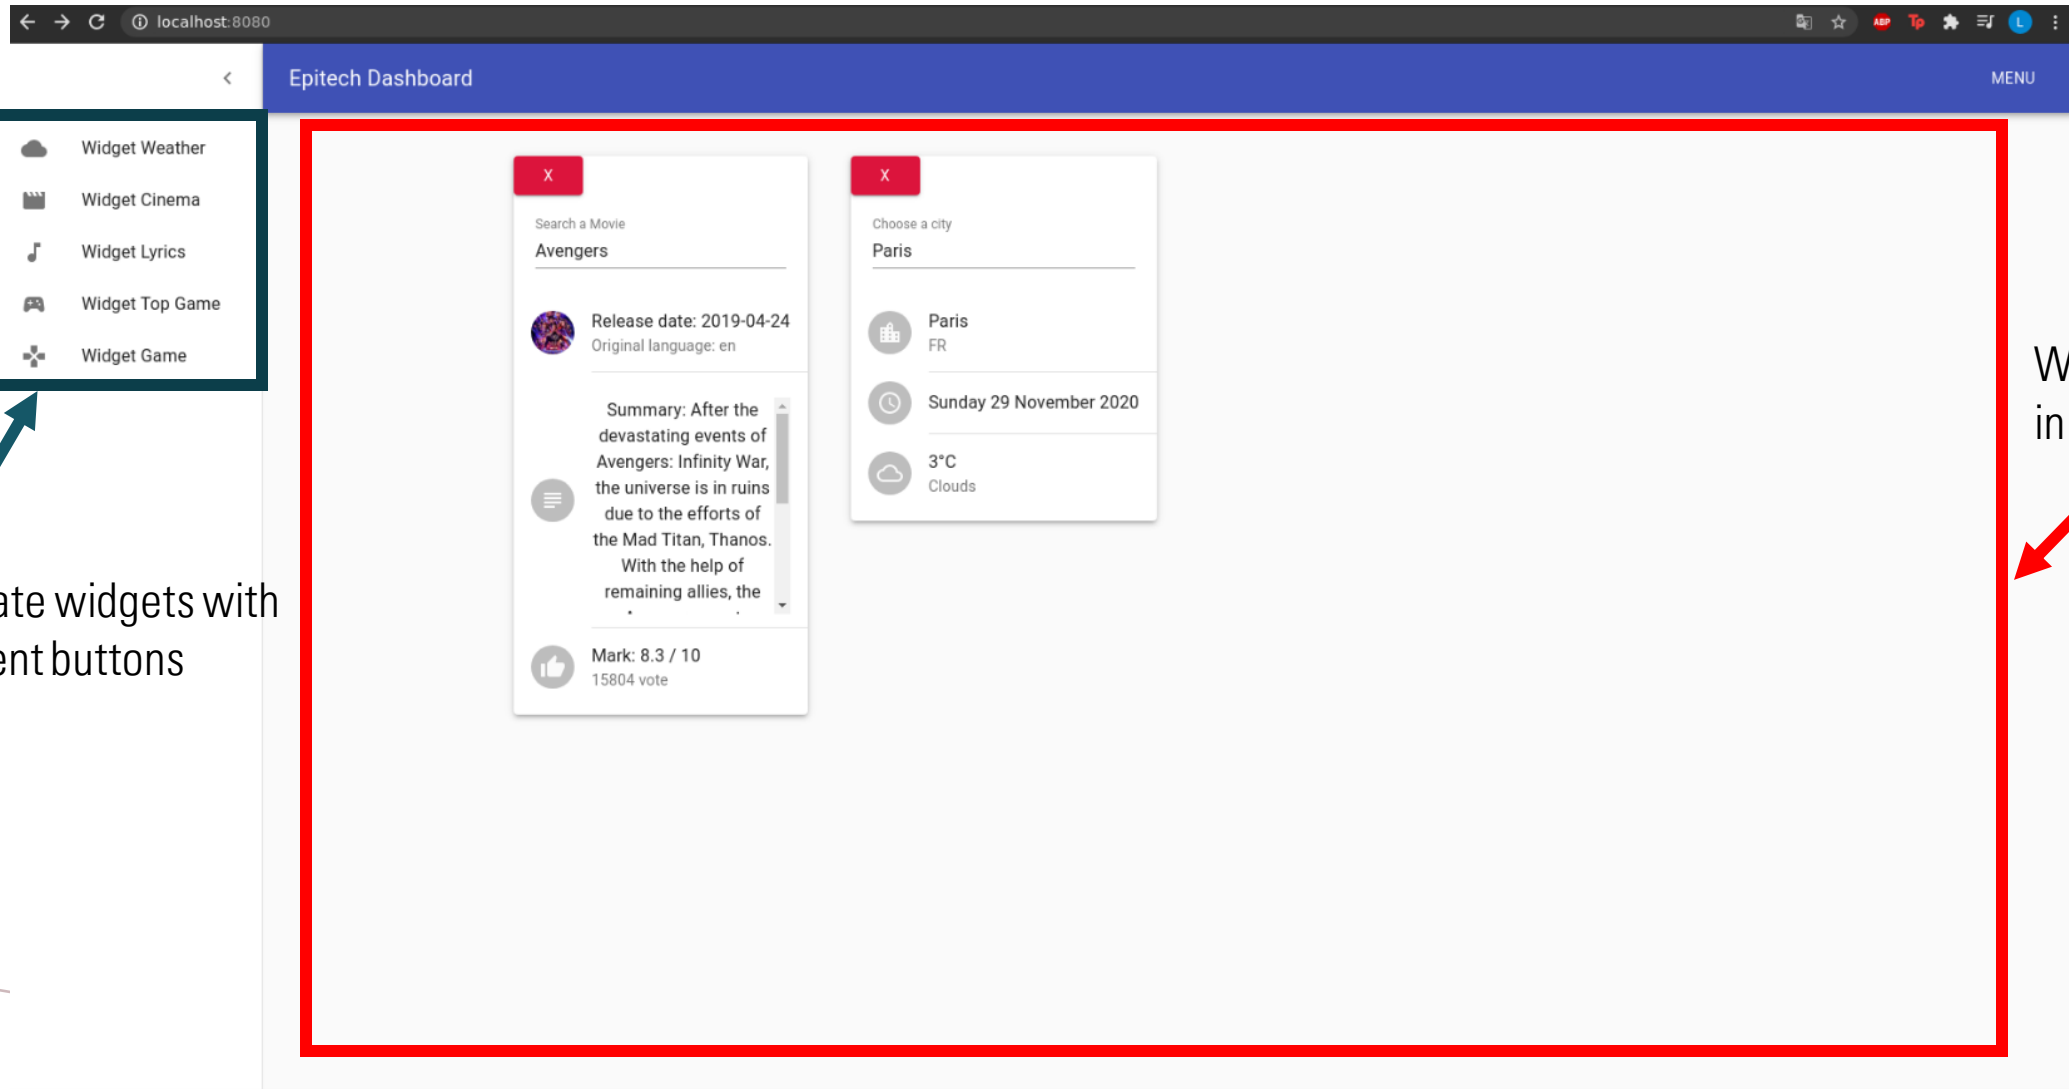 localhost:8080
ABP
Tp
L
Epitech Dashboard
MENU
Widget Weather
Widget Cinema
Widget Lyrics
Widget Top Game
Widget Game
ate widgets with
ent buttons
X
Search a Movie
Avengers
Release date: 2019-04-24
Original language: en
Summary: After the
devastating events of
Avengers: Infinity War,
the universe is in ruins
due to the efforts of
the Mad Titan, Thanos.
With the help of
remaining allies, the
Mark: 8.3 / 10
15804 vote
X
Choose a city
Paris
Paris
FR
Sunday 29 November 2020
3°C
Clouds
W
in